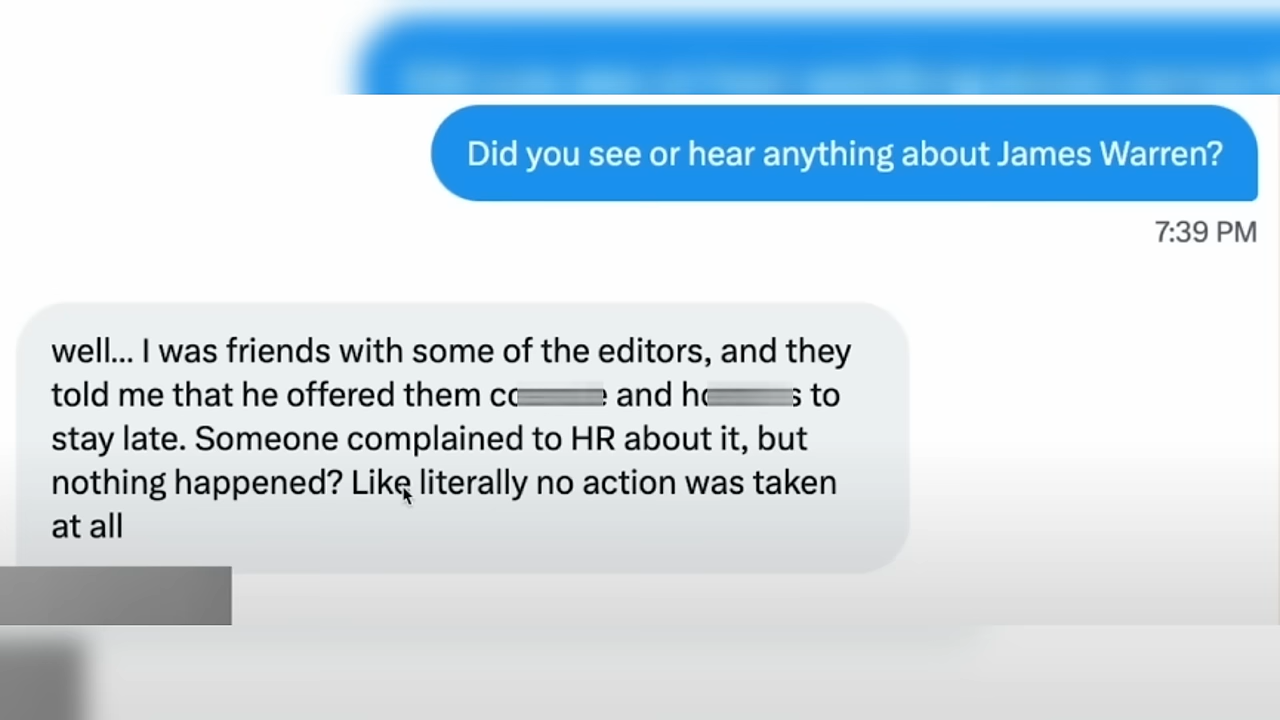 Did you see or hear anything about James Warren?
7:39 PM
well... I was friends with some of the editors, and they
told me that he offered them and to
stay late. Someone complained to HR about it, but
nothing happened? Like literally no action was taken
at all